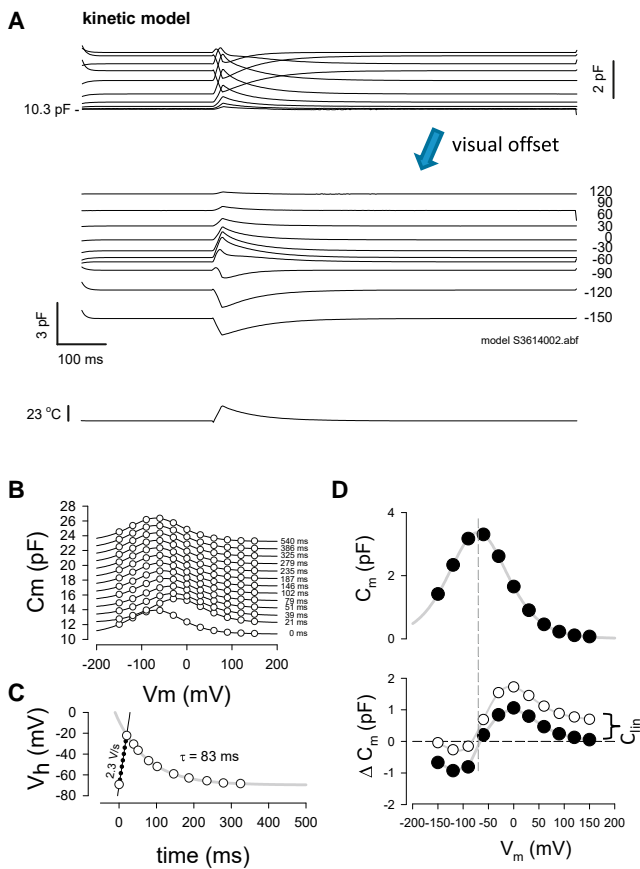 kinetic model
A
10.3 pF -
2 pF
visual offset
120
90
60
30
0
-30
-60
-90
-120
-150
3 pF
100 ms
model S3614002.abf
23 °C
B
28
26
24
22
20
18
16
14
12
10
Cm (pF)
540 ms
386 ms
325 ms
279 ms
235 ms
187 ms
146 ms
102 ms
79 ms
51 ms
39 ms
21 ms
0 ms
-200 -100 0 100 200
Vm (mV)
C
0
-20
-40
-60
-80
Vh (mV)
2.3 V/s
τ = 83 ms
0 100 200 300 400 500
time (ms)
D
4
2
0
Cm (pF)
2
1
0
-1
-2
Δ Cm (pF)
Clin
-200 -150 -100 -50 0 50 100 150 200
Vm (mV)